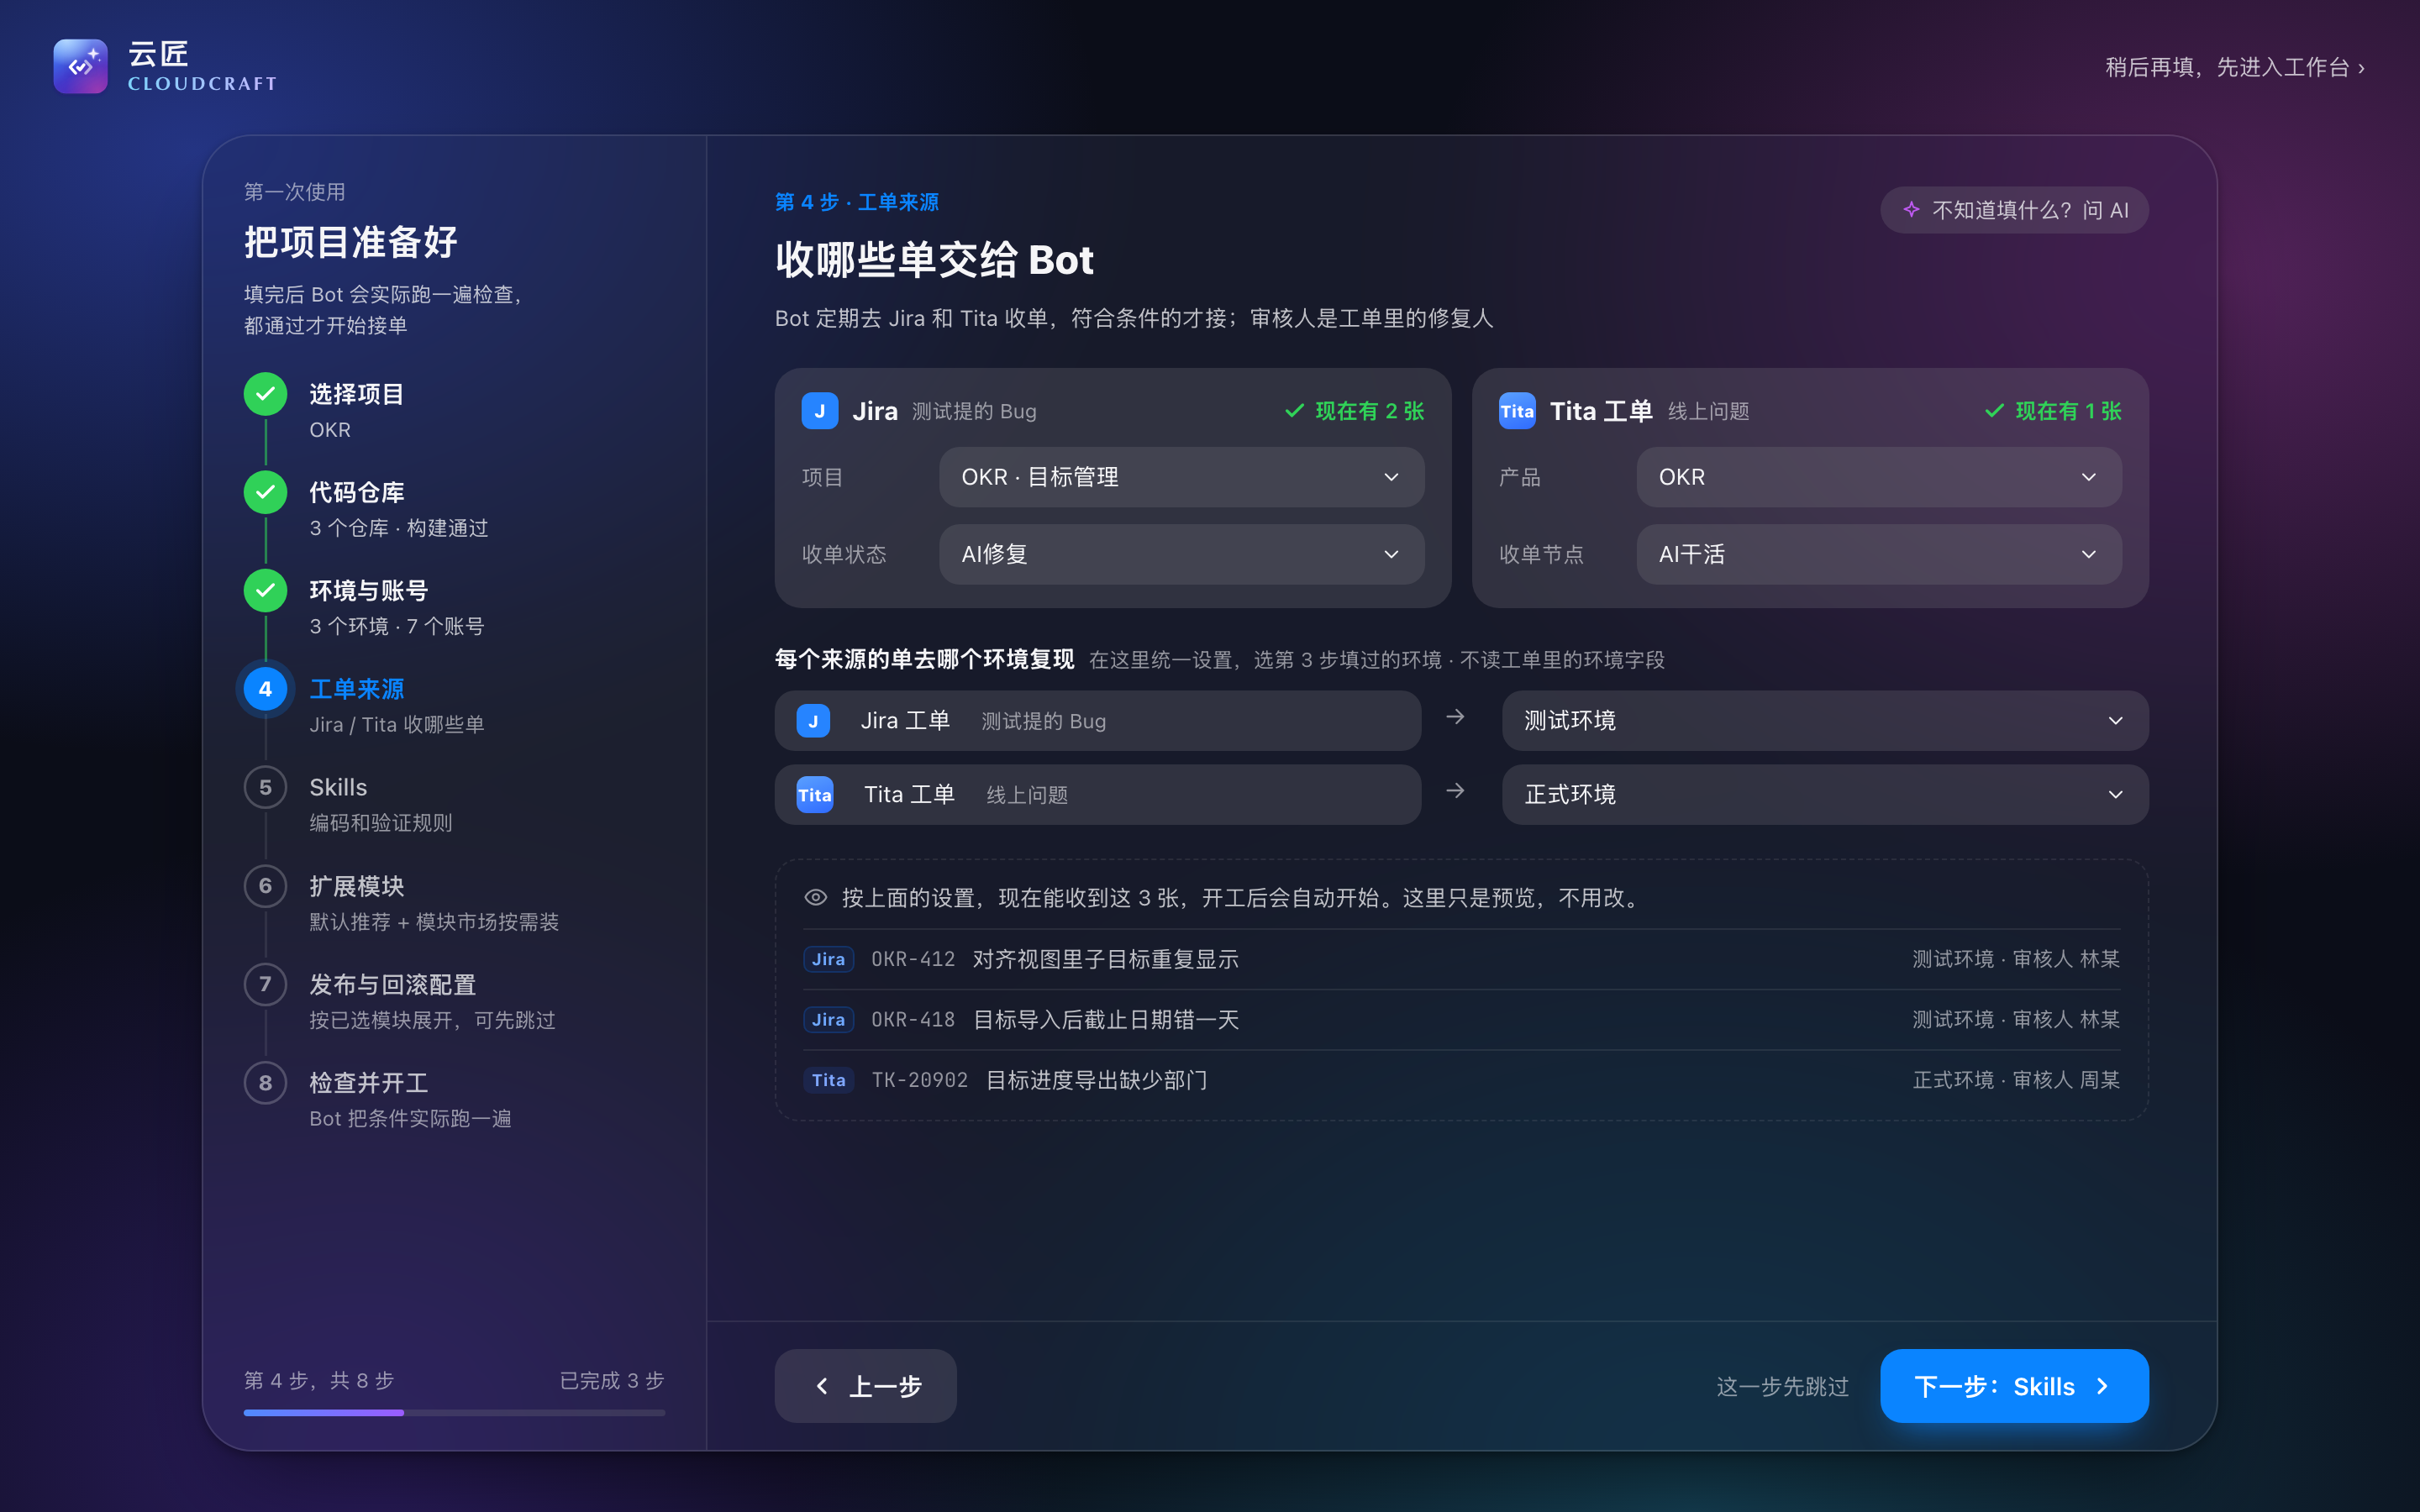 云匠
CLOUDCRAFT
稍后再填，先进入工作台 ›
第一次使用
把项目准备好
填完后 Bot 会实际跑一遍检查，
都通过才开始接单
选择项目
OKR
代码仓库
3 个仓库 · 构建通过
环境与账号
3 个环境 · 7 个账号
4 工单来源
Jira / Tita 收哪些单
5 Skills
编码和验证规则
6 扩展模块
默认推荐 + 模块市场按需装
7 发布与回滚配置
按已选模块展开，可先跳过
8 检查并开工
Bot 把条件实际跑一遍
第 4 步，共 8 步 已完成 3 步
第 4 步 · 工单来源
不知道填什么？问 AI
收哪些单交给 Bot
Bot 定期去 Jira 和 Tita 收单，符合条件的才接；审核人是工单里的修复人
J Jira 测试提的 Bug 现在有 2 张
项目 OKR · 目标管理
收单状态 AI修复
Tita Tita 工单 线上问题 现在有 1 张
产品 OKR
收单节点 AI干活
每个来源的单去哪个环境复现 在这里统一设置，选第 3 步填过的环境 · 不读工单里的环境字段
J Jira 工单 测试提的 Bug → 测试环境
Tita Tita 工单 线上问题 → 正式环境
按上面的设置，现在能收到这 3 张，开工后会自动开始。这里只是预览，不用改。
Jira OKR-412 对齐视图里子目标重复显示 测试环境 · 审核人 林某
Jira OKR-418 目标导入后截止日期错一天 测试环境 · 审核人 林某
Tita TK-20902 目标进度导出缺少部门 正式环境 · 审核人 周某
上一步
这一步先跳过
下一步：Skills